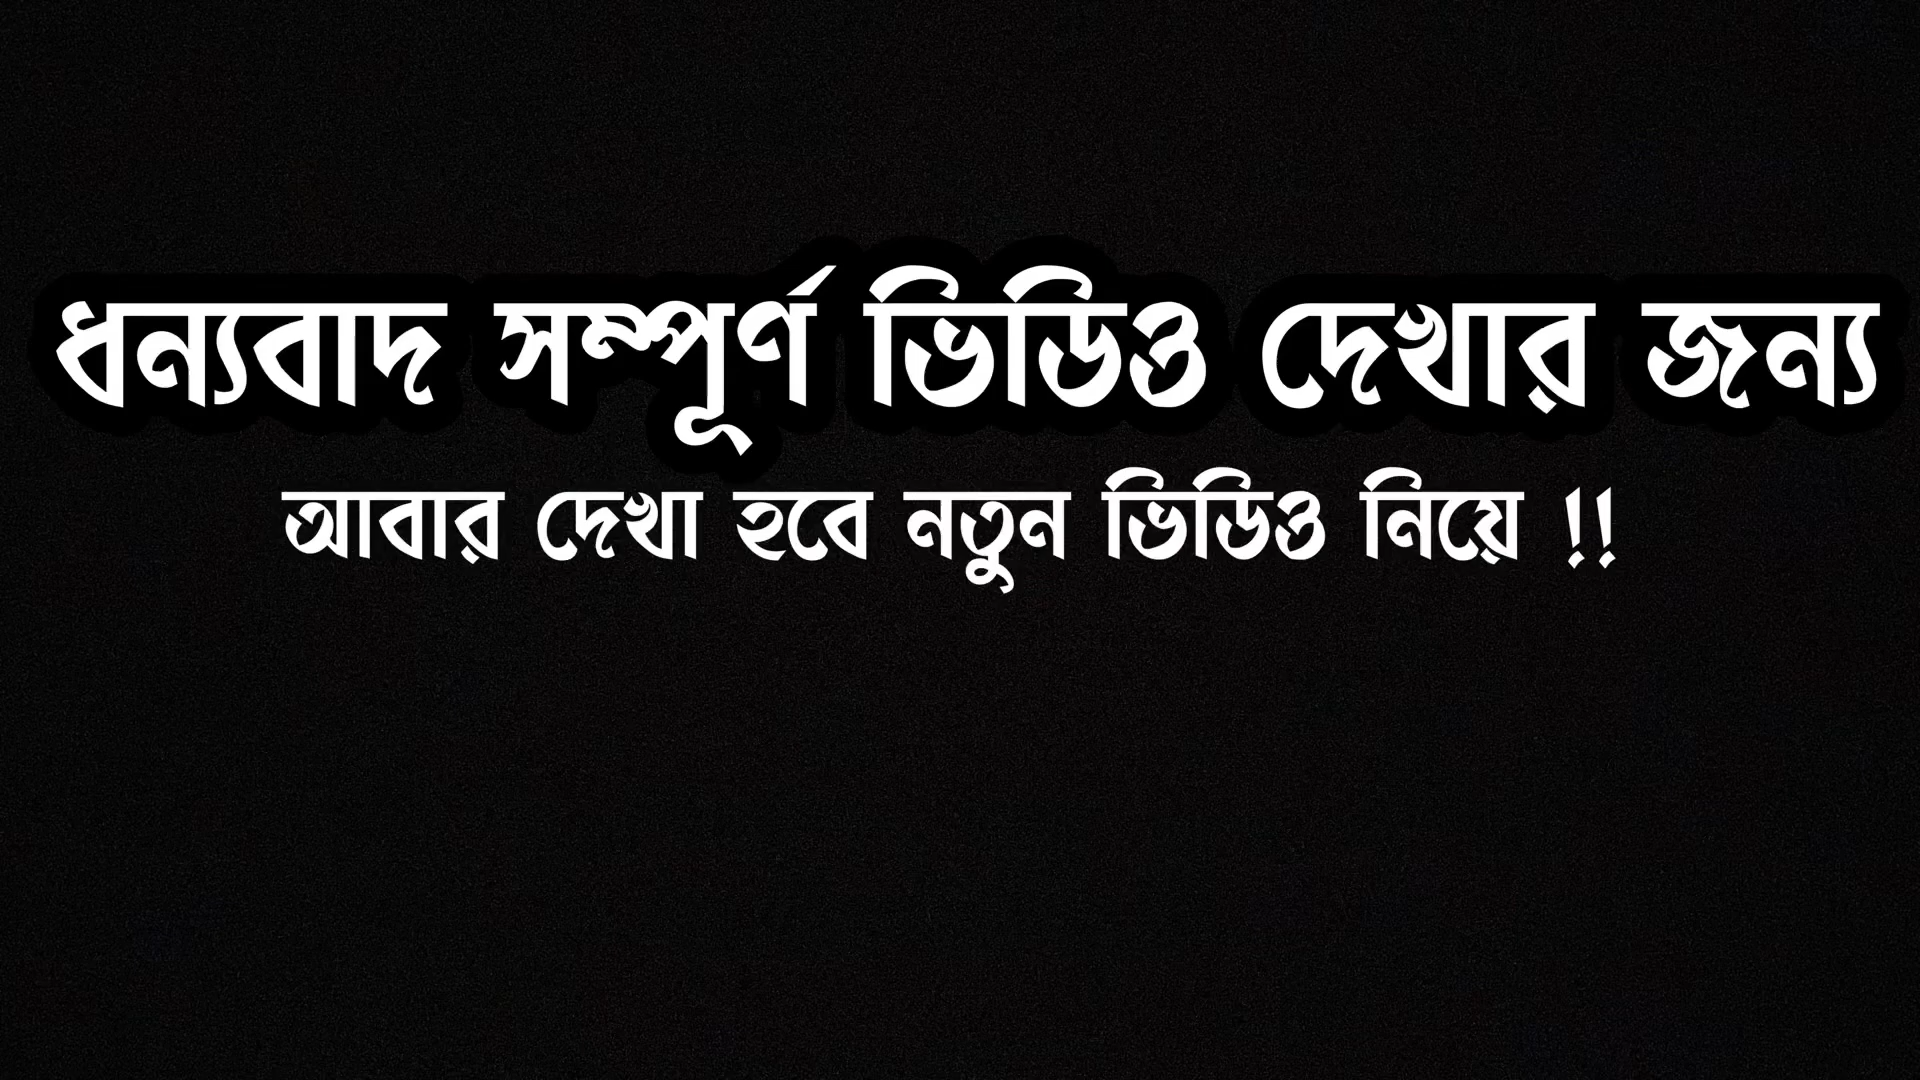 ধন্যবাদ সম্পূর্ণ ভিডিও দেখার জন্য
আবার দেখা হবে নতুন ভিডিও নিয়ে !!